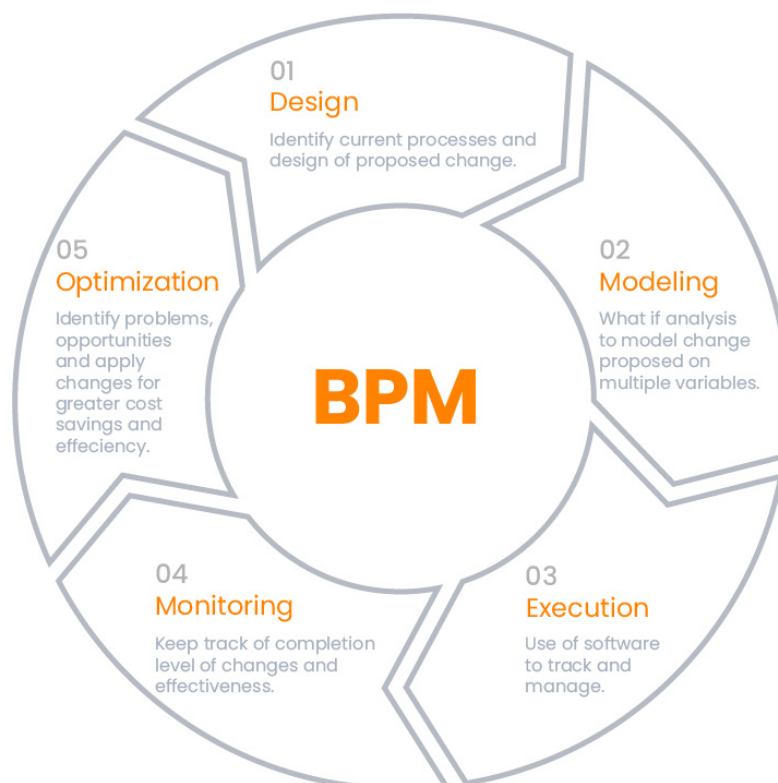 01
Design
Identify current processes and
design of proposed change.
02
Modeling
What if analysis
to model change
proposed on
multiple variables.
03
Execution
Use of software
to track and
manage.
04
Monitoring
Keep track of completion
level of changes and
effectiveness.
05
Optimization
Identify problems,
opportunities
and apply
changes for
greater cost
savings and
effeciency.
BPM